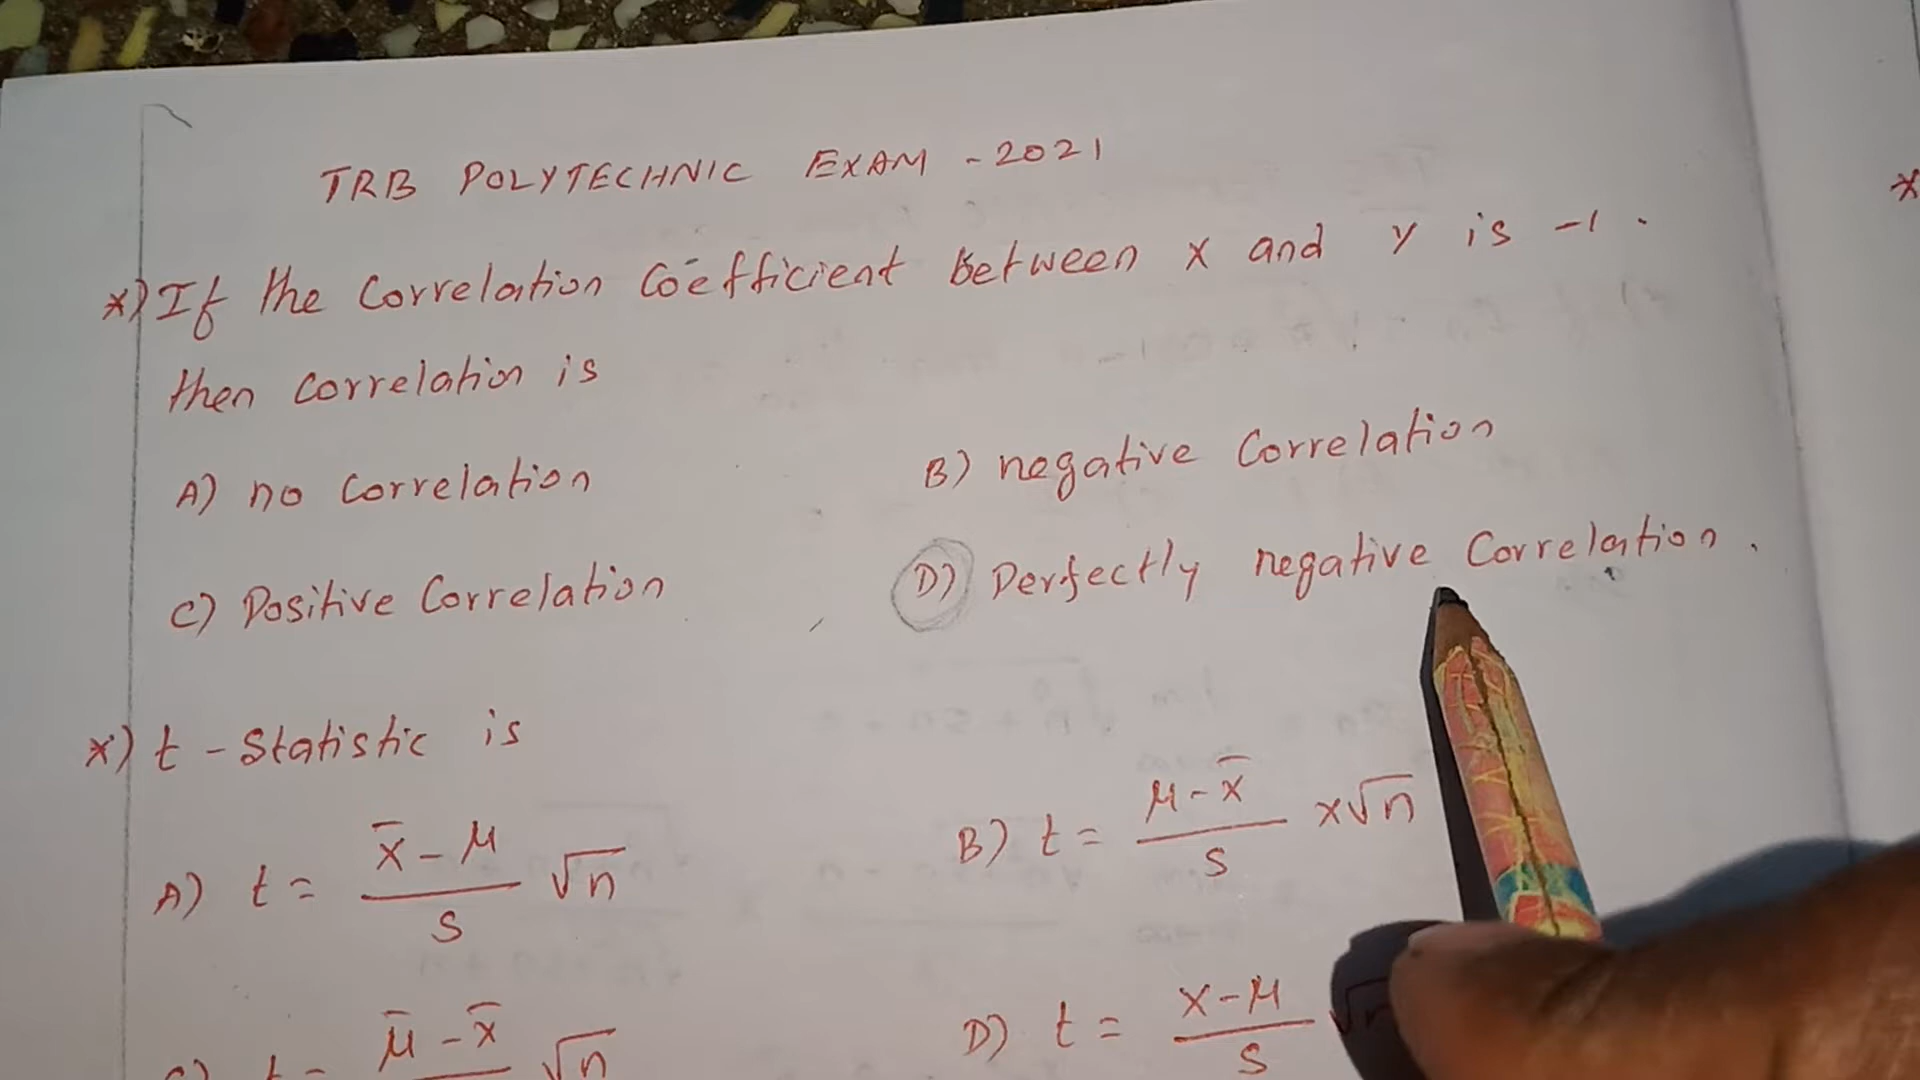 TRB POLYTECHNIC EXAM - 2021
*) If the Correlation Coefficient between X and Y is -1.
then Correlation is
A) no Correlation
B) negative Correlation
C) Positive Correlation
D) Perfectly negative Correlation.
*) t - Statistic is
A) t = x̄ - μ / s √n
B) t = μ - x̄ / s x√n
C) t = μ̄ - x̄ √n
D) t = x - μ / s